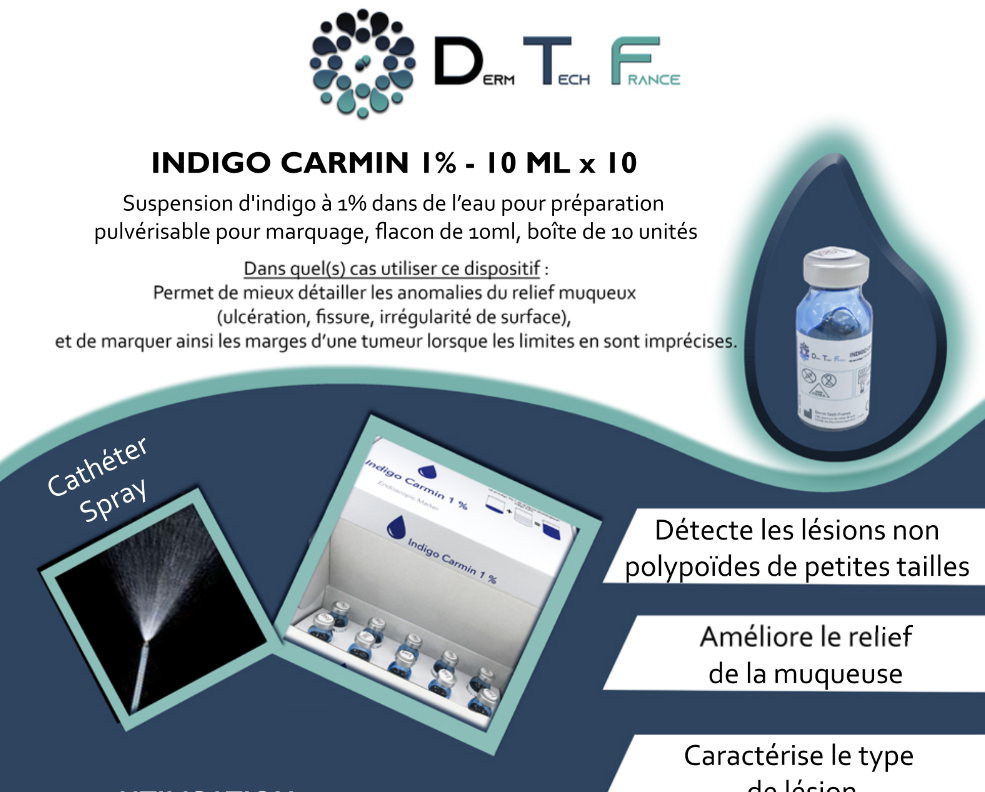 DERM TECH FRANCE
INDIGO CARMIN 1% - 10 ML x 10
Suspension d'indigo à 1% dans de l’eau pour préparation
pulvérisable pour marquage, flacon de 10ml, boîte de 10 unités
Dans quel(s) cas utiliser ce dispositif :
Permet de mieux détailler les anomalies du relief muqueux
(ulcération, fissure, irrégularité de surface),
et de marquer ainsi les marges d’une tumeur lorsque les limites en sont imprécises.
Cathéter
Spray
Indigo Carmin 1 %
Endoscopic Marker
Indigo Carmin 1 %
Détecte les lésions non
polypoïdes de petites tailles
Améliore le relief
de la muqueuse
Caractérise le type
de lésion